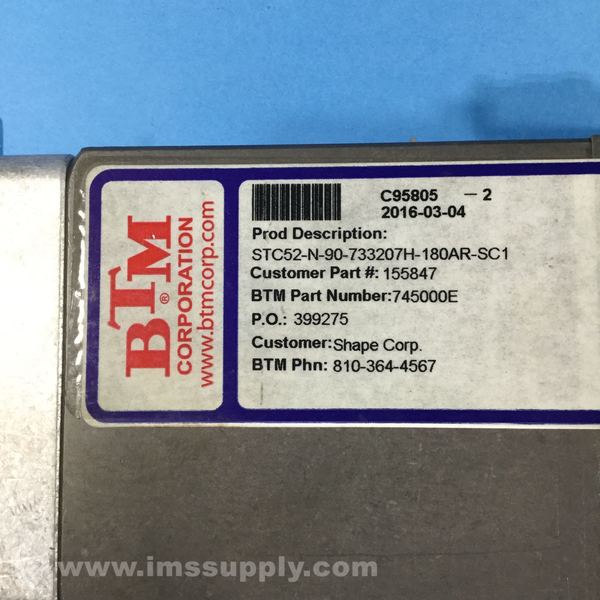 BTM
®
CORPORATION
www.btmcorp.com
C95805 - 2
2016-03-04
Prod Description:
STC52-N-90-733207H-180AR-SC1
Customer Part #: 155847
BTM Part Number:745000E
P.O.: 399275
Customer:Shape Corp.
BTM Phn: 810-364-4567
www.imssupply.com